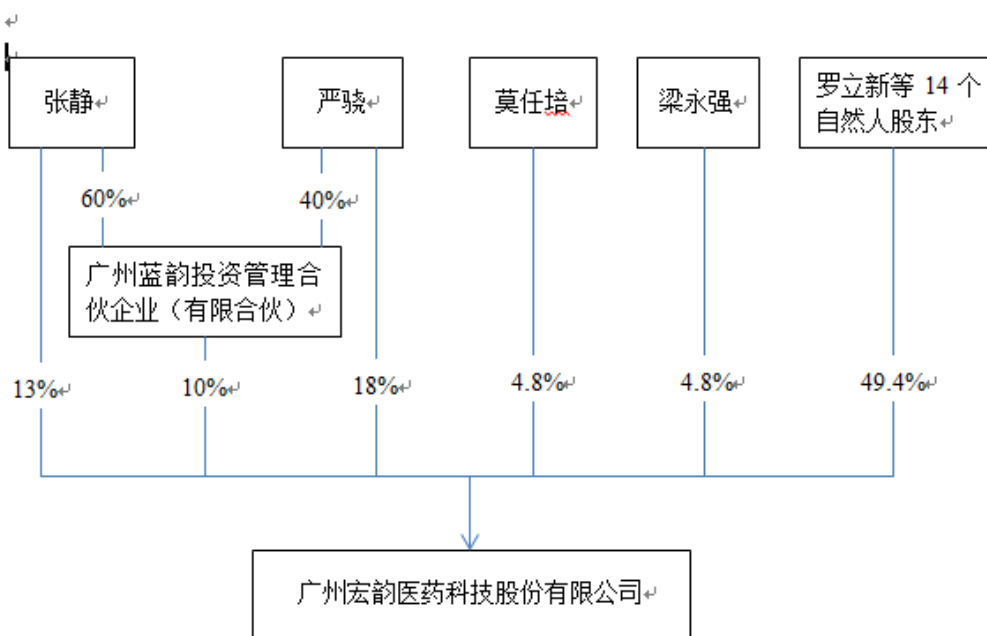 张静
严骁
莫任培
梁永强
罗立新等 14 个
自然人股东
60%
40%
广州蓝韵投资管理合
伙企业（有限合伙）
13%
10%
18%
4.8%
4.8%
49.4%
广州宏韵医药科技股份有限公司